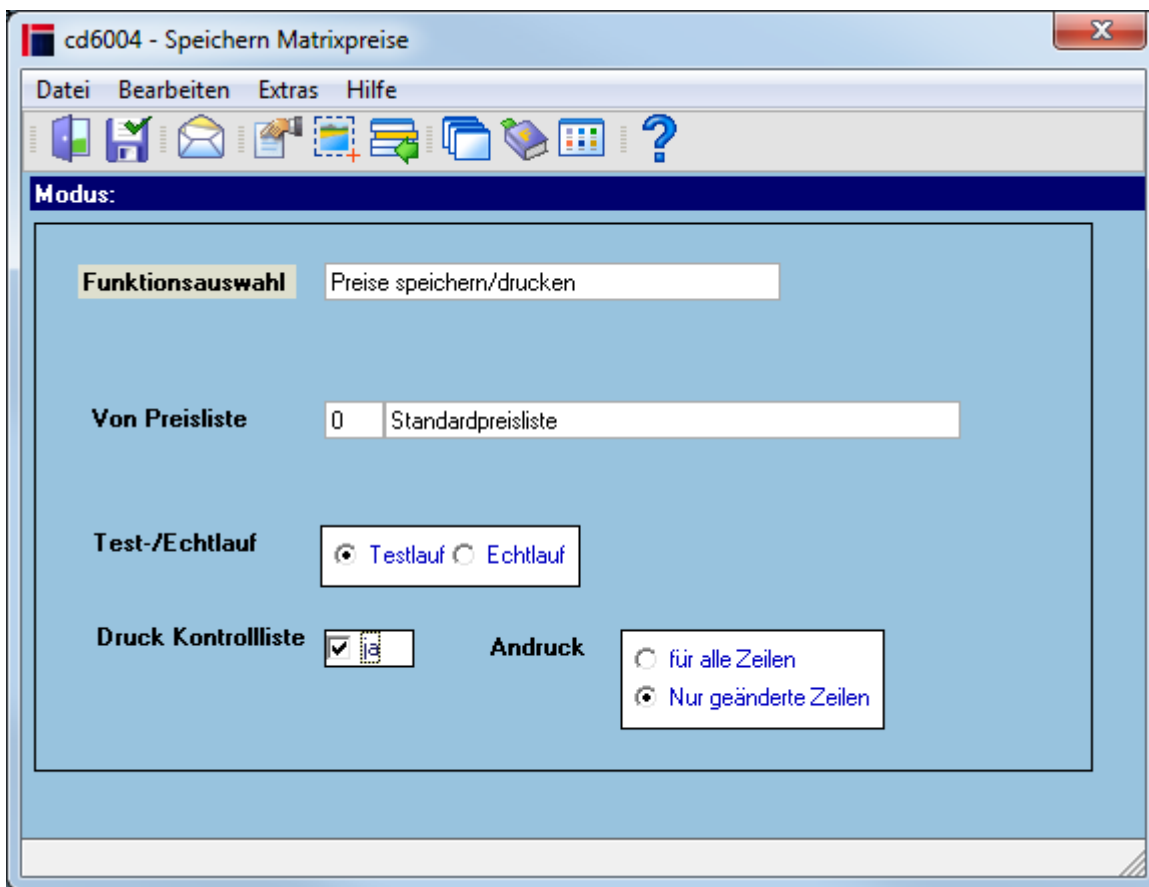 cd6004 - Speichern Matrixpreise
Datei Bearbeiten Extras Hilfe
Modus:
Funktionsauswahl Preise speichern/drucken
Von Preisliste 0 Standardpreisliste
Test-/Echtlauf Testlauf Echtlauf
Druck Kontrollliste ja Andruck für alle Zeilen
Nur geänderte Zeilen